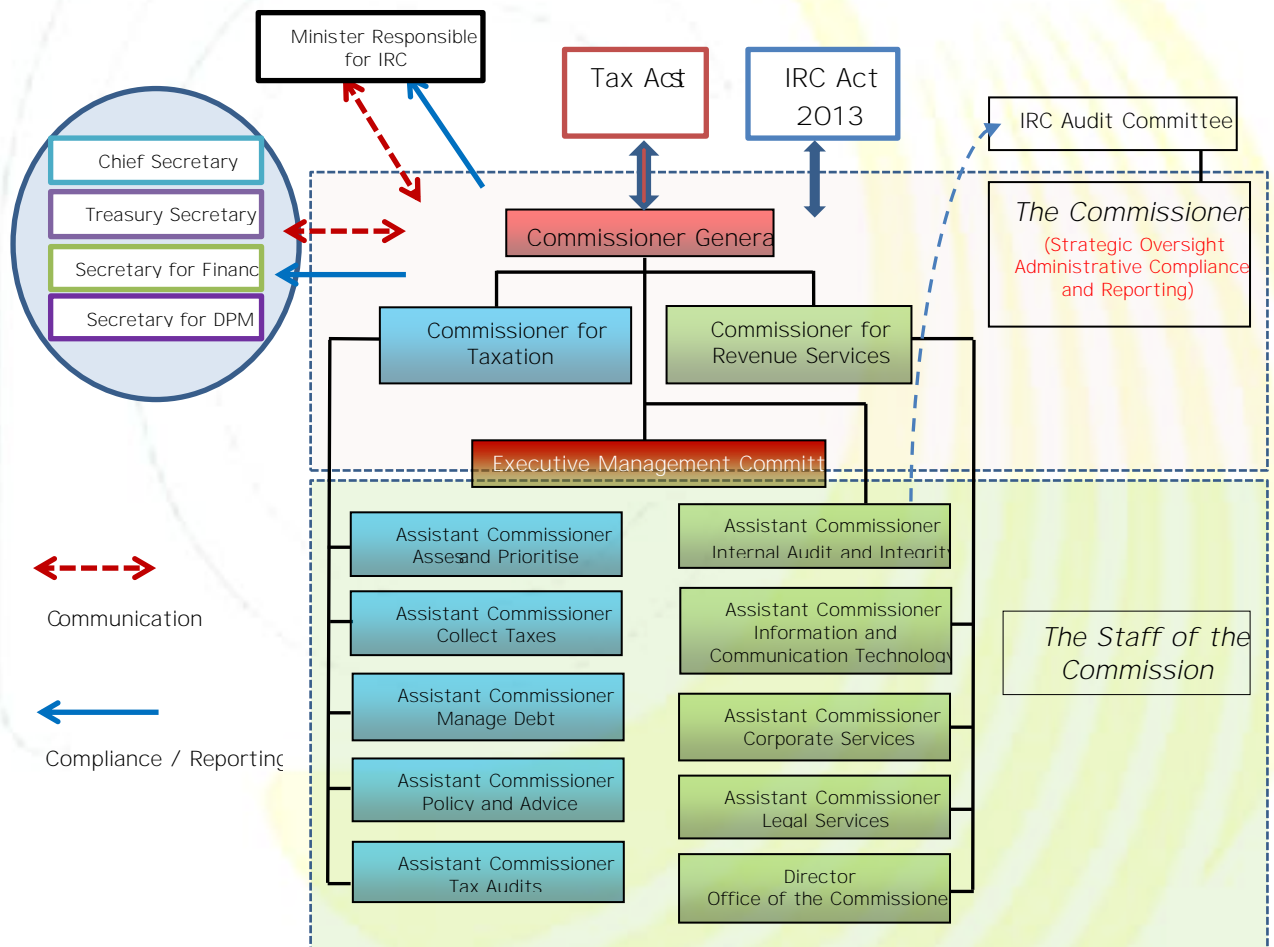 Minister Responsible
for IRC
Tax Acts
IRC Act
2013
IRC Audit Committee
Chief Secretary
Treasury Secretary
Secretary for Financ
Secretary for DPM
The Commissioner
(Strategic Oversight
Administrative Compliance
and Reporting)
Commissioner Genera
Commissioner for
Taxation
Commissioner for
Revenue Services
Executive Management Committ
Assistant Commissioner
Assess and Prioritise
Assistant Commissioner
Collect Taxes
Assistant Commissioner
Manage Debt
Assistant Commissioner
Policy and Advice
Assistant Commissioner
Tax Audits
Assistant Commissioner
Internal Audit and Integrity
Assistant Commissioner
Information and
Communication Technology
Assistant Commissioner
Corporate Services
Assistant Commissioner
Legal Services
Director
Office of the Commissione
The Staff of the
Commission
Communication
Compliance / Reporting